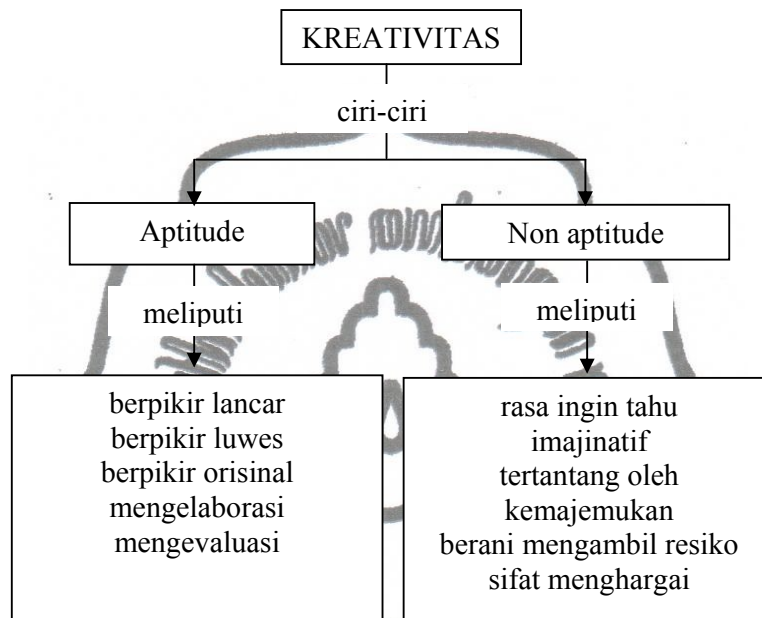 KREATIVITAS
ciri-ciri
Aptitude
Non aptitude
meliputi
meliputi
berpikir lancar
berpikir luwes
berpikir orisinal
mengelaborasi
mengevaluasi
rasa ingin tahu
imajinatif
tertantang oleh
kemajemukan
berani mengambil resiko
sifat menghargai